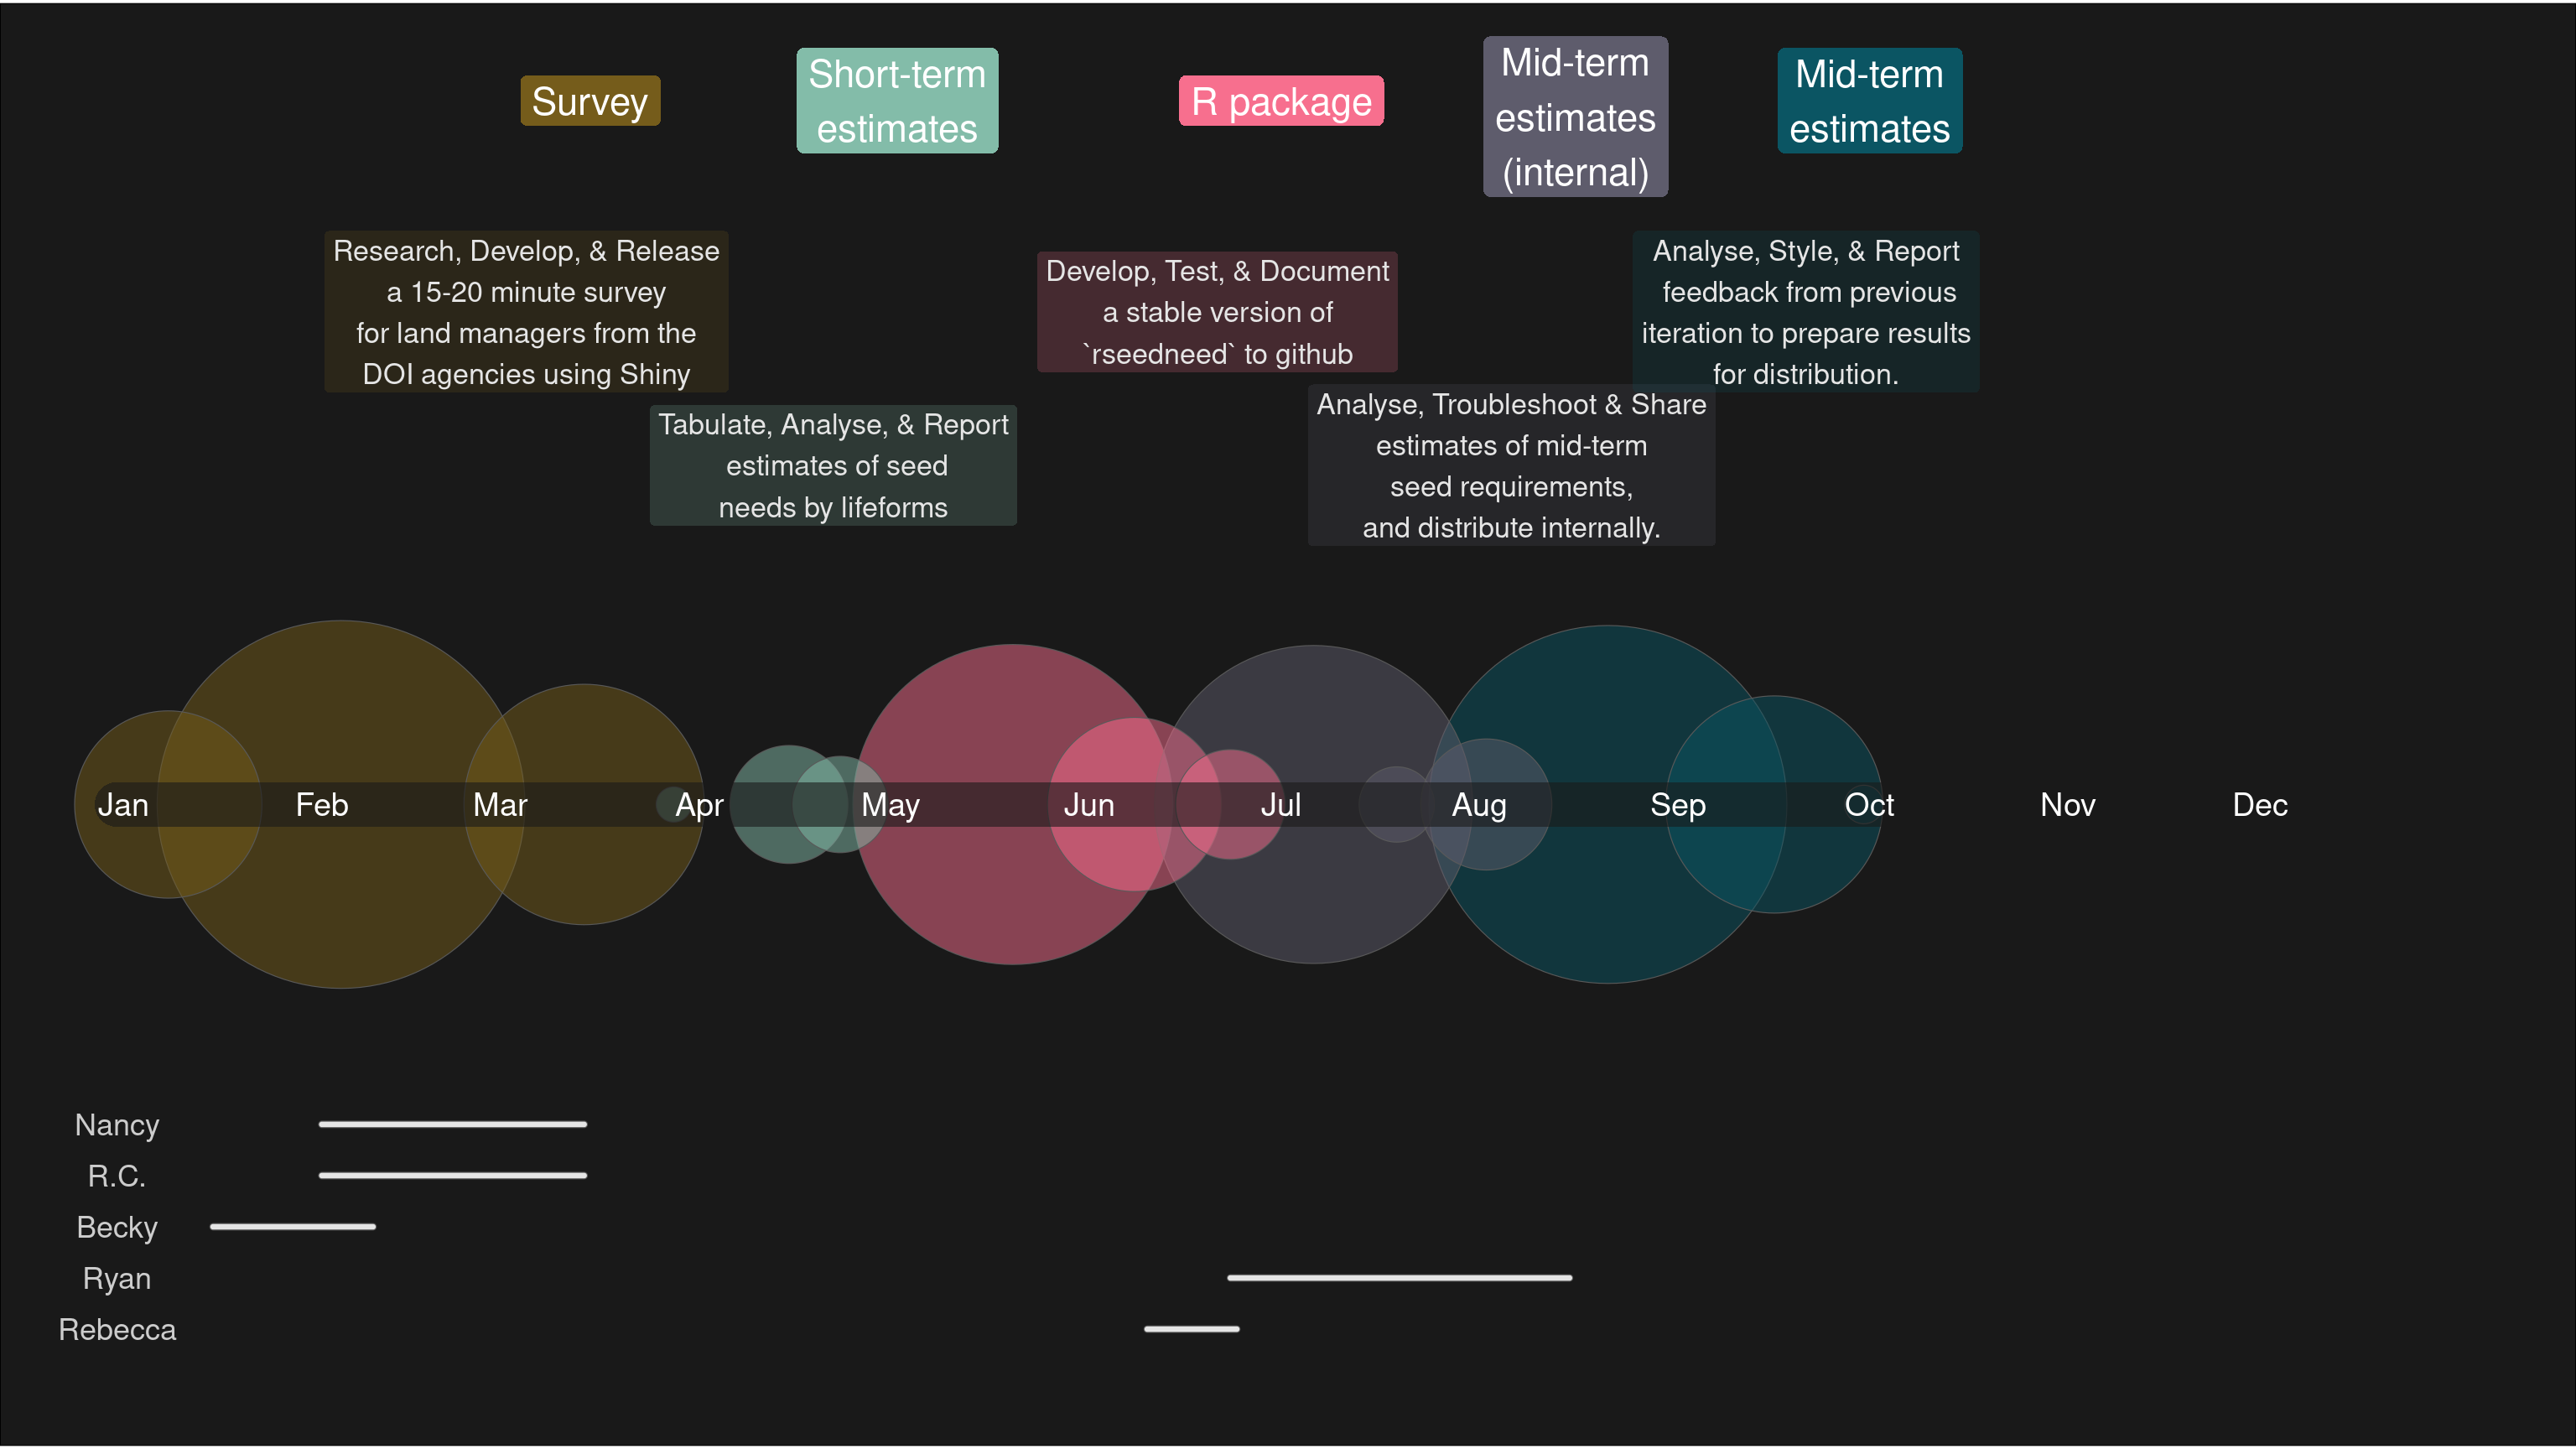 Survey
Short-term
estimates
R package
Mid-term
estimates
(internal)
Mid-term
estimates
Research, Develop, & Release
a 15-20 minute survey
for land managers from the
DOI agencies using Shiny
Tabulate, Analyse, & Report
estimates of seed
needs by lifeforms
Develop, Test, & Document
a stable version of
`rseedneed` to github
Analyse, Troubleshoot & Share
estimates of mid-term
seed requirements,
and distribute internally.
Analyse, Style, & Report
feedback from previous
iteration to prepare results
for distribution.
Jan Feb Mar Apr May Jun Jul Aug Sep Oct Nov Dec
Nancy
R.C.
Becky
Ryan
Rebecca